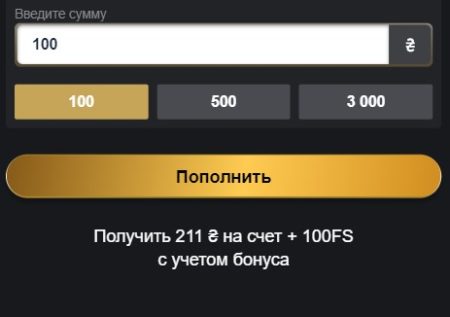 Введите сумму
100 ₴
100 500 3 000
Пополнить
Получить 211 ₴ на счет + 100FS
с учетом бонуса